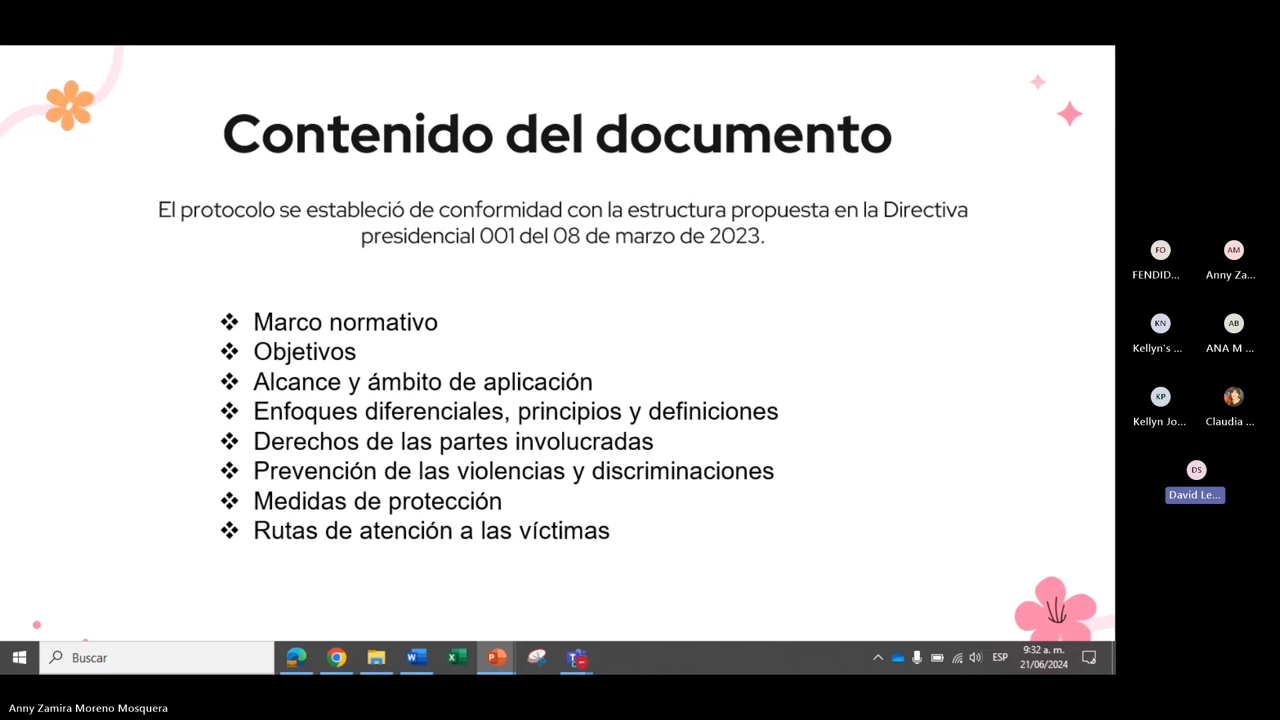 Contenido del documento
El protocolo se estableció de conformidad con la estructura propuesta en la Directiva
presidencial 001 del 08 de marzo de 2023.
❖ Marco normativo
❖ Objetivos
❖ Alcance y ámbito de aplicación
❖ Enfoques diferenciales, principios y definiciones
❖ Derechos de las partes involucradas
❖ Prevención de las violencias y discriminaciones
❖ Medidas de protección
❖ Rutas de atención a las víctimas
FO AM
FENDID... Anny Za...
KN AB
Kellyn's ... ANA M ...
KP
Kellyn Jo... Claudia ...
DS
David Le...
Buscar
ESP
9:32 a. m.
21/06/2024
Anny Zamira Moreno Mosquera